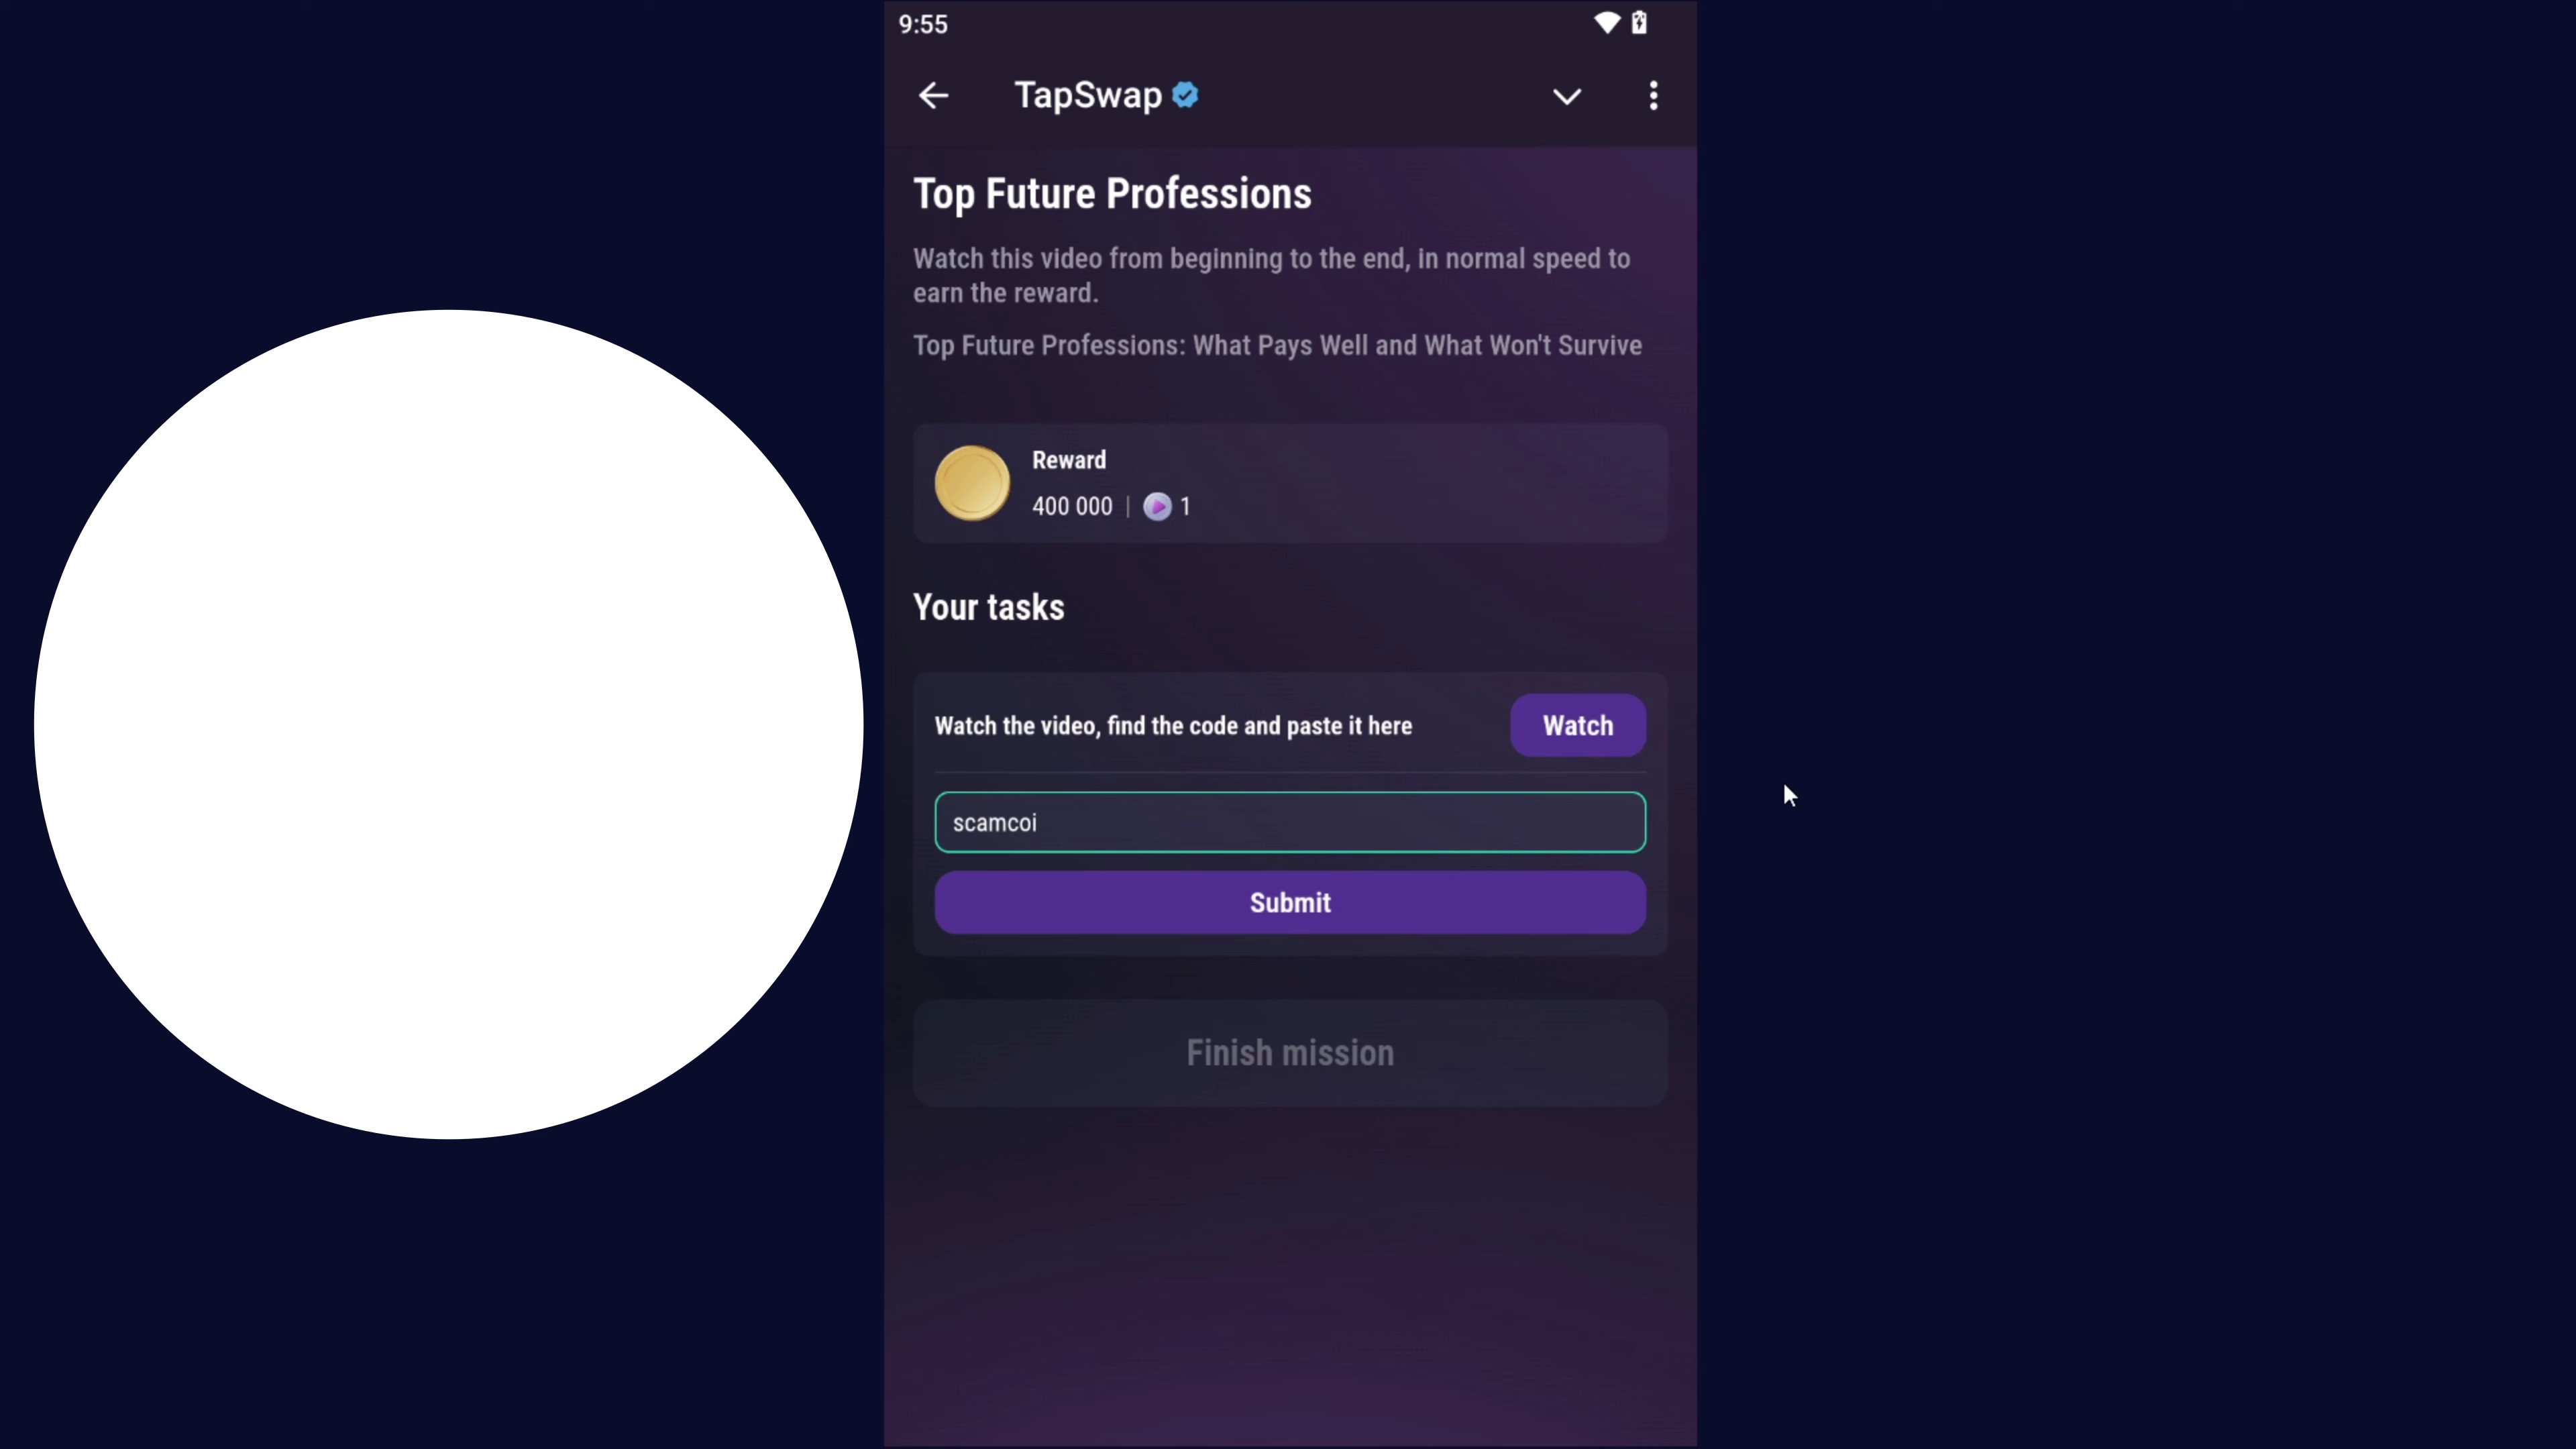 9:55
TapSwap
Top Future Professions
Watch this video from beginning to the end, in normal speed to
earn the reward.
Top Future Professions: What Pays Well and What Won't Survive
Reward
400 000 | 1
Your tasks
Watch the video, find the code and paste it here
Watch
scamcoi
Submit
Finish mission